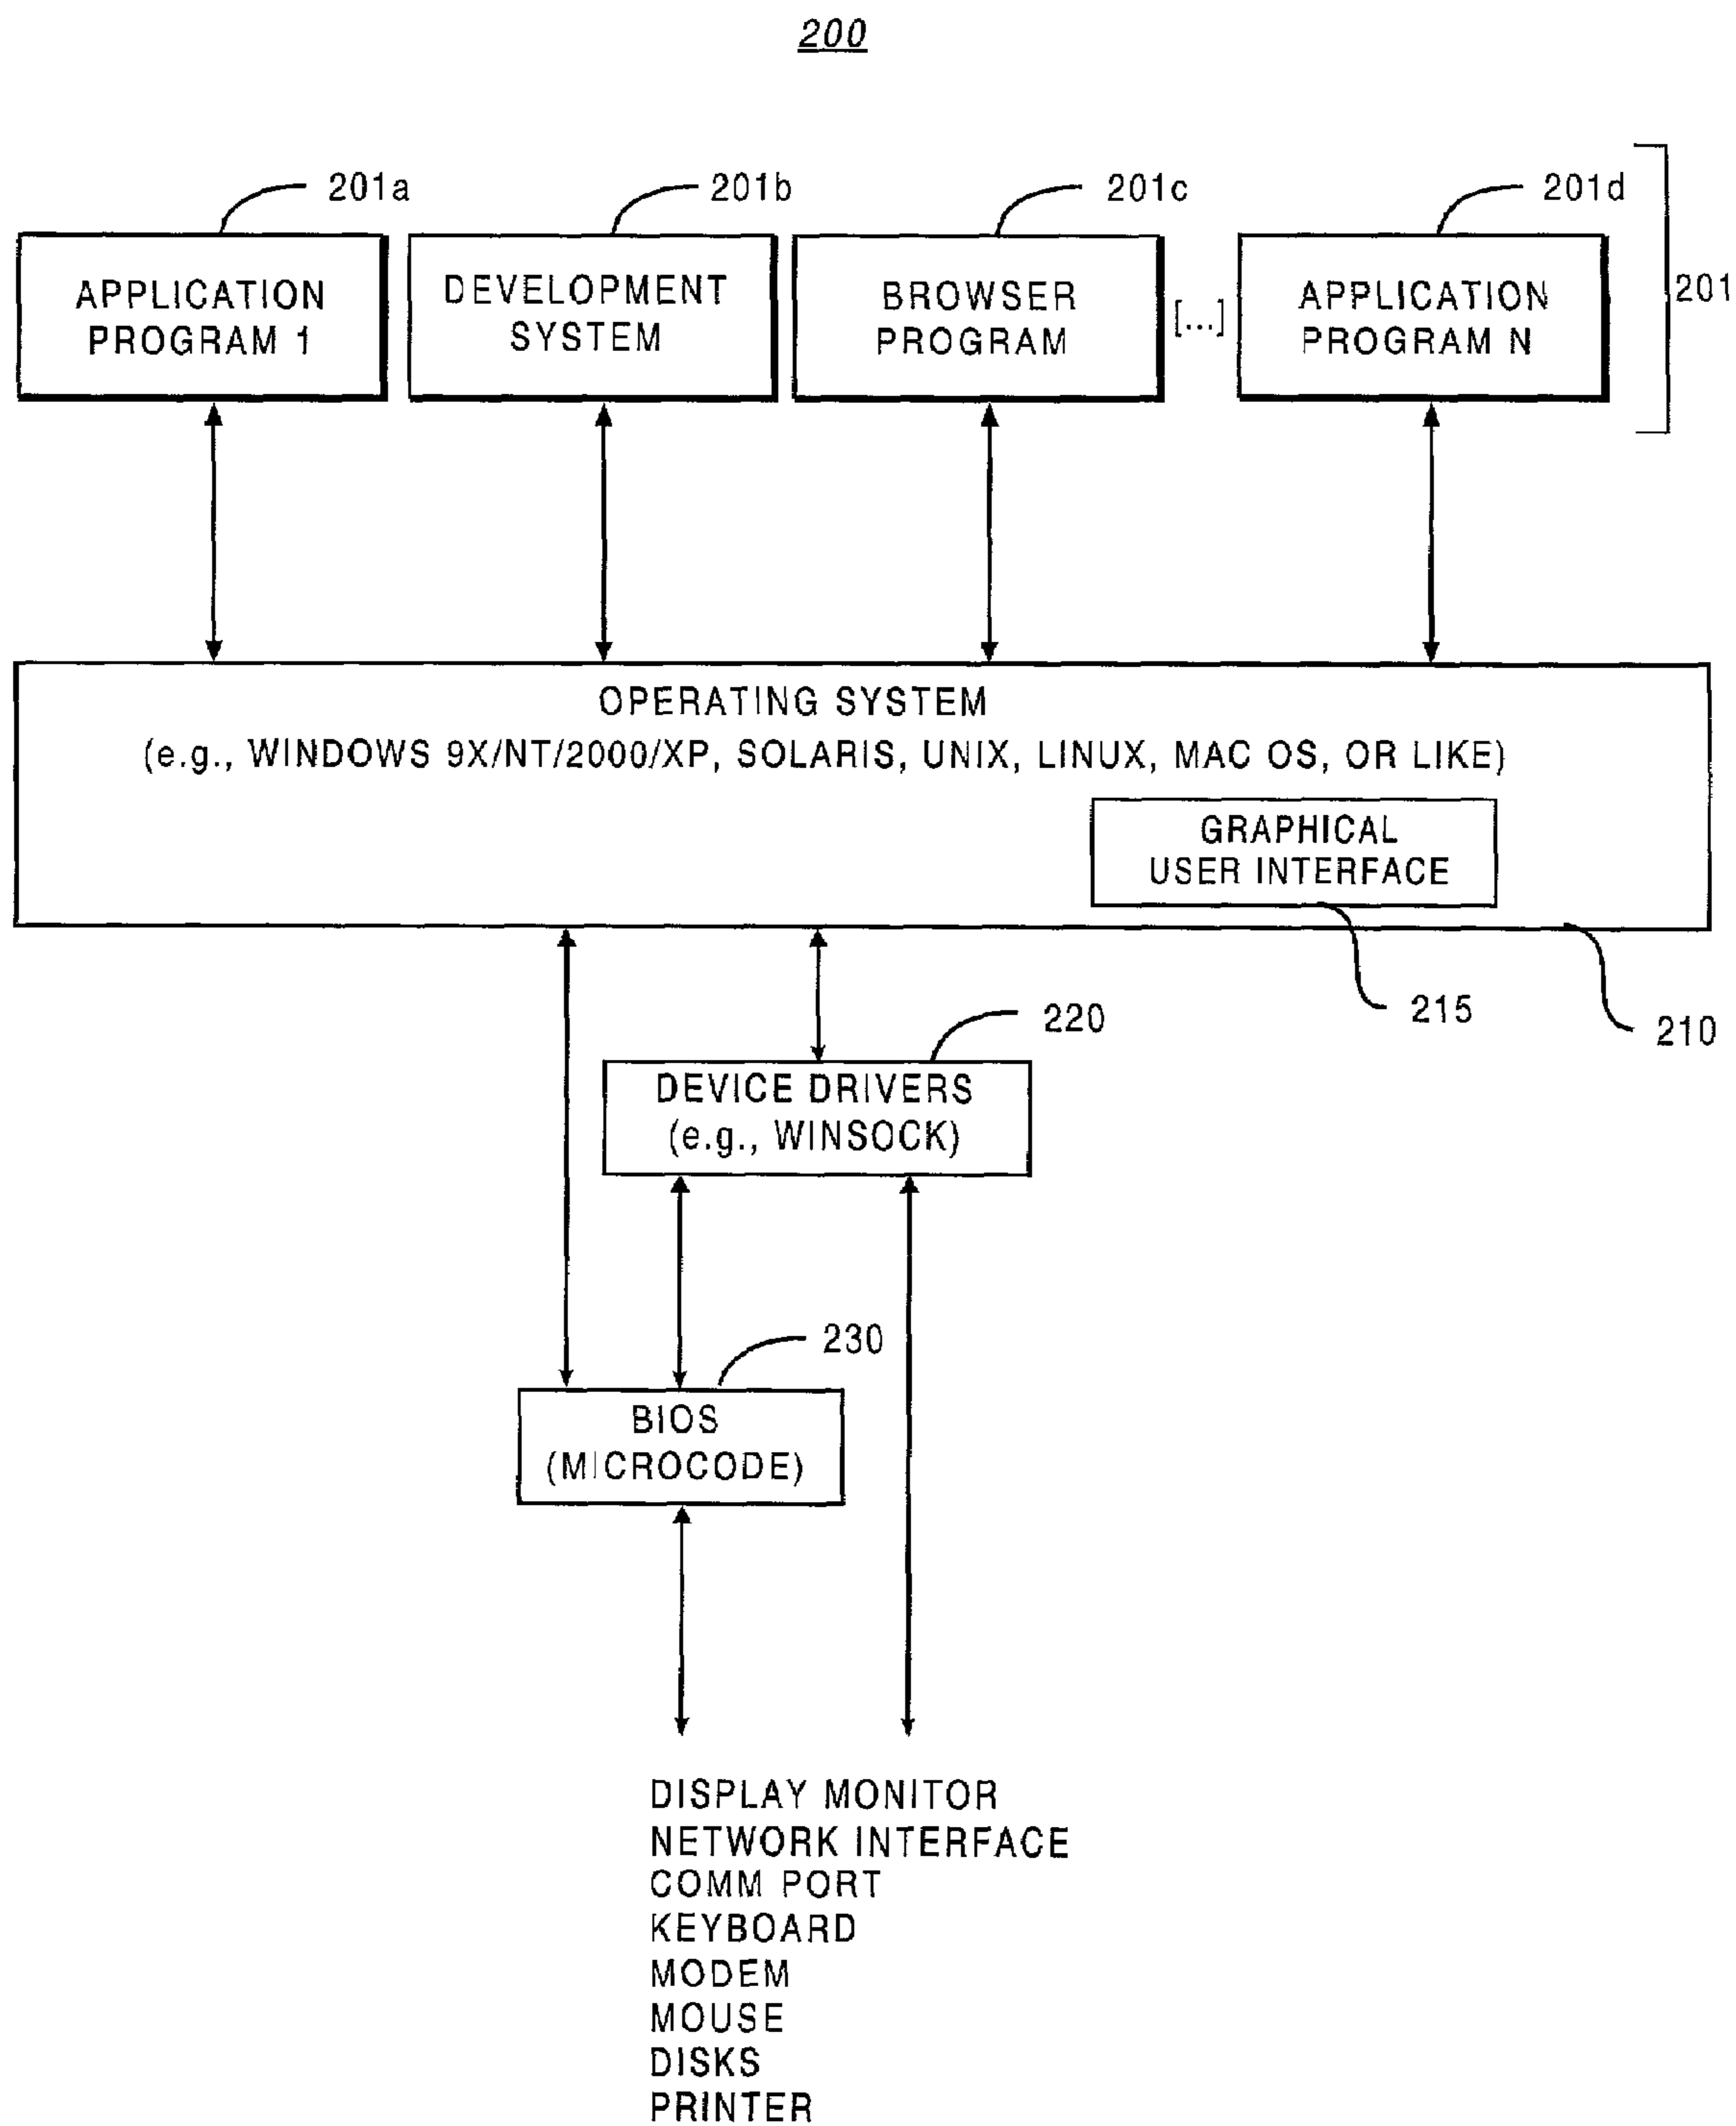 200
201a
201b
201c
201d
201
APPLICATION
PROGRAM 1
DEVELOPMENT
SYSTEM
BROWSER
PROGRAM
[...]
APPLICATION
PROGRAM N
OPERATING SYSTEM
(e.g., WINDOWS 9X/NT/2000/XP, SOLARIS, UNIX, LINUX, MAC OS, OR LIKE)
GRAPHICAL
USER INTERFACE
215
210
220
DEVICE DRIVERS
(e.g., WINSOCK)
230
BIOS
(MICROCODE)
DISPLAY MONITOR
NETWORK INTERFACE
COMM PORT
KEYBOARD
MODEM
MOUSE
DISKS
PRINTER